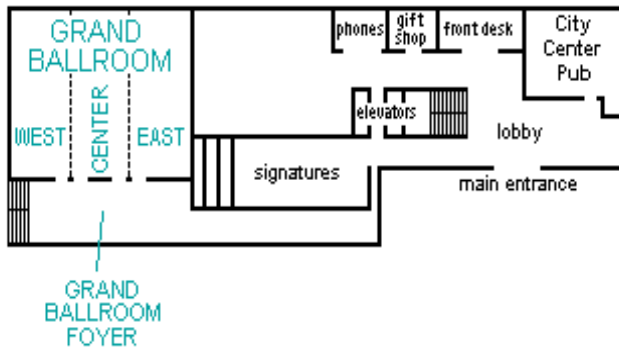 GRAND
BALLROOM
WEST
CENTER
EAST
phones
gift
shop
front desk
City
Center
Pub
elevators
lobby
signatures
main entrance
GRAND
BALLROOM
FOYER